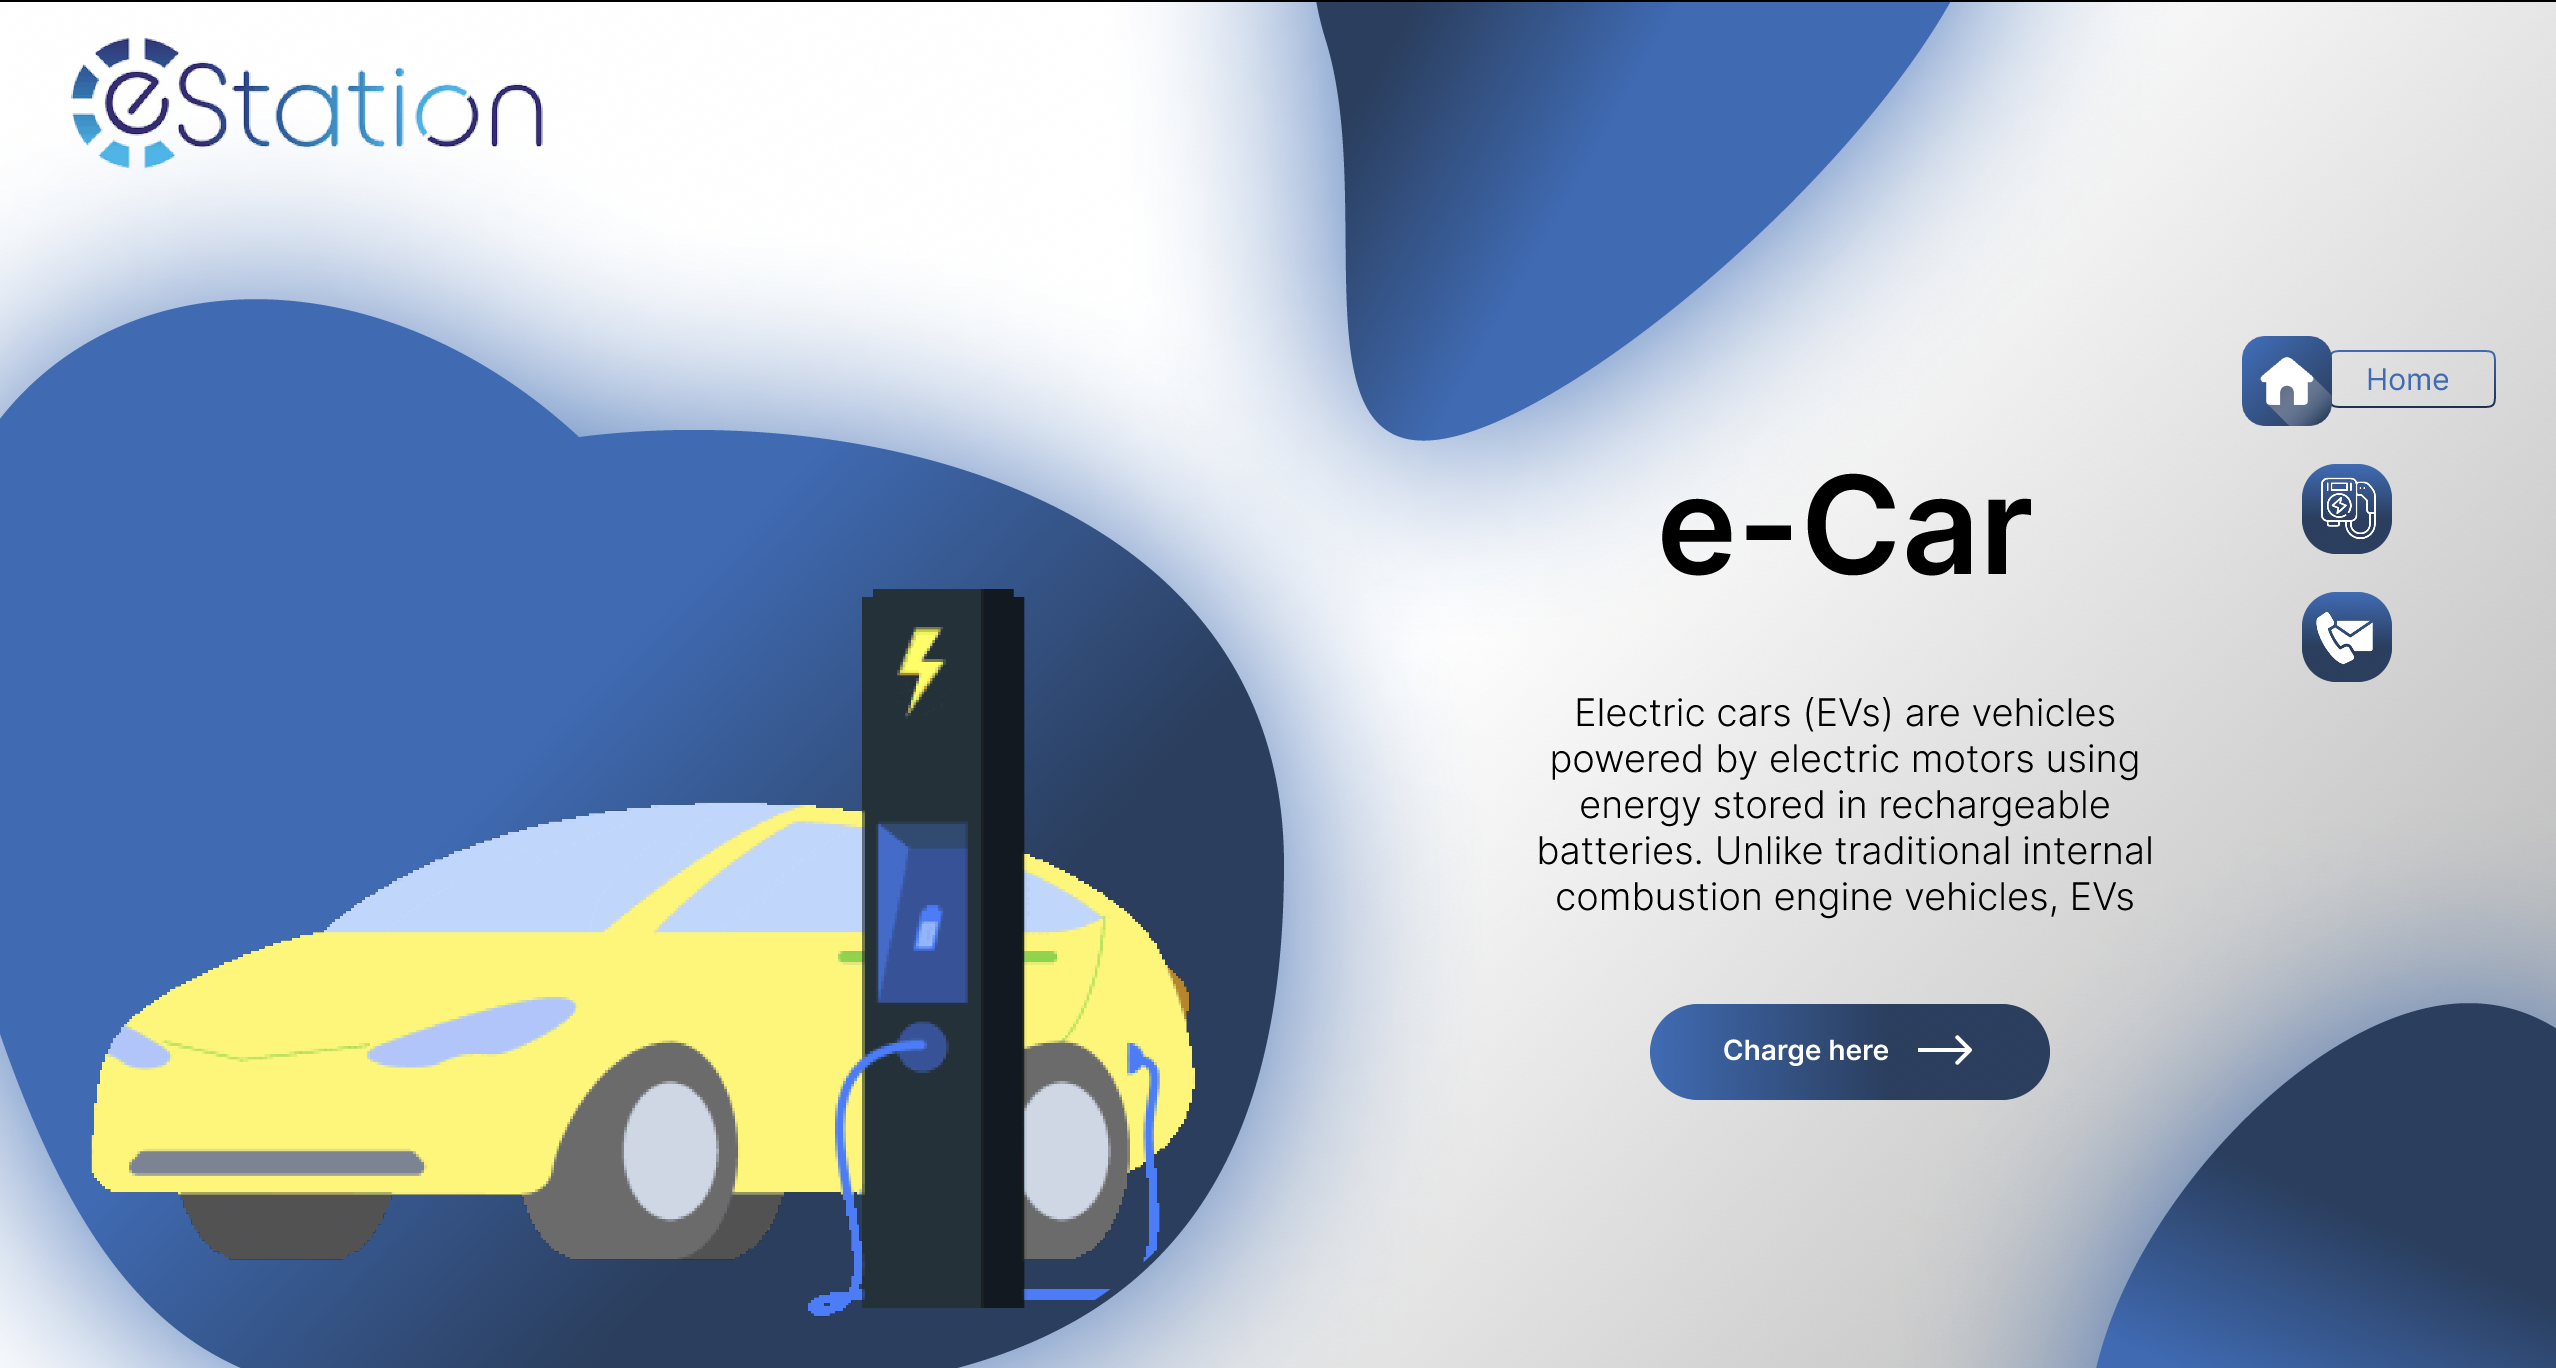 eStation
Home
e-Car
Electric cars (EVs) are vehicles
powered by electric motors using
energy stored in rechargeable
batteries. Unlike traditional internal
combustion engine vehicles, EVs
Charge here